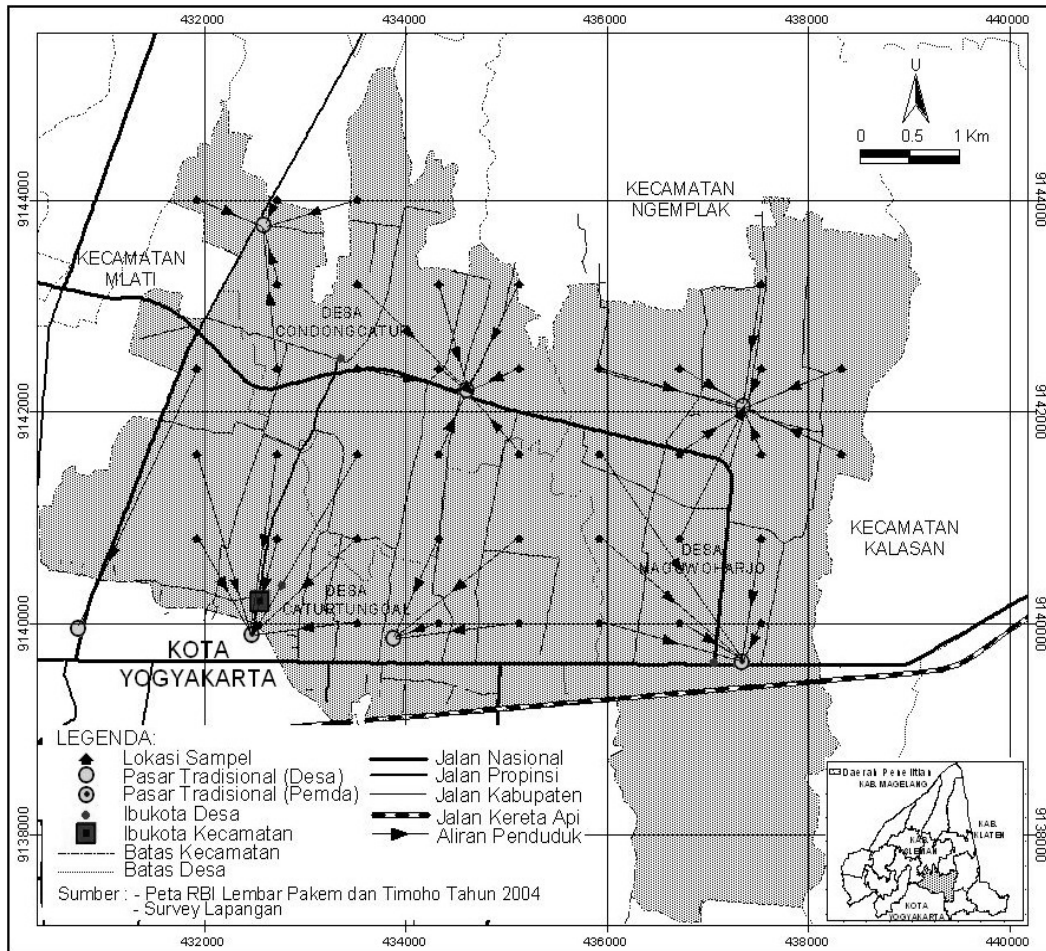 432000 434000 436000 438000 440000
U
0 0.5 1 Km
9144000
9144000
KECAMATAN
NGEMPLAK
KECAMATAN
MLATI
DESA
CONDONGCATUR
9142000
9142000
KECAMATAN
KALASAN
DESA
MAGUWOHARJO
DESA
CATURTUNGGAL
9140000
9140000
KOTA
YOGYAKARTA
LEGENDA:
Lokasi Sampel
Pasar Tradisional (Desa)
Pasar Tradisional (Pemda)
Ibukota Desa
Ibukota Kecamatan
Batas Kecamatan
Batas Desa
Jalan Nasional
Jalan Propinsi
Jalan Kabupaten
Jalan Kereta Api
Aliran Penduduk
Sumber : - Peta RBI Lembar Pakem dan Timoho Tahun 2004
- Survey Lapangan
Daerah Penelitian
KAB. MAGELANG
KAB.
KLATEN
KAB.
SLEMAN
KOTA
YOGYAKARTA
9138000
9138000
432000 434000 436000 438000 440000